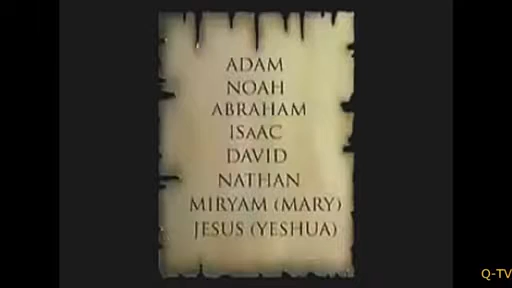 ADAM
NOAH
ABRAHAM
ISAAC
DAVID
NATHAN
MIRYAM (MARY)
JESUS (YESHUA)
Q-TV